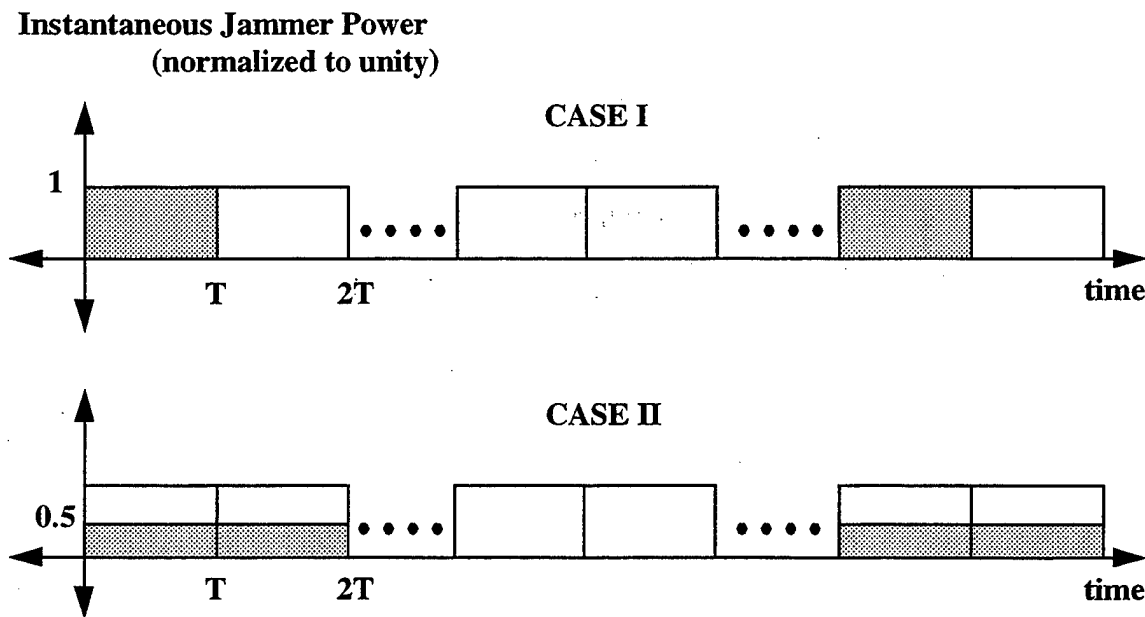 Instantaneous Jammer Power
(normalized to unity)
CASE I
1
T
2T
time
CASE II
0.5
T
2T
time